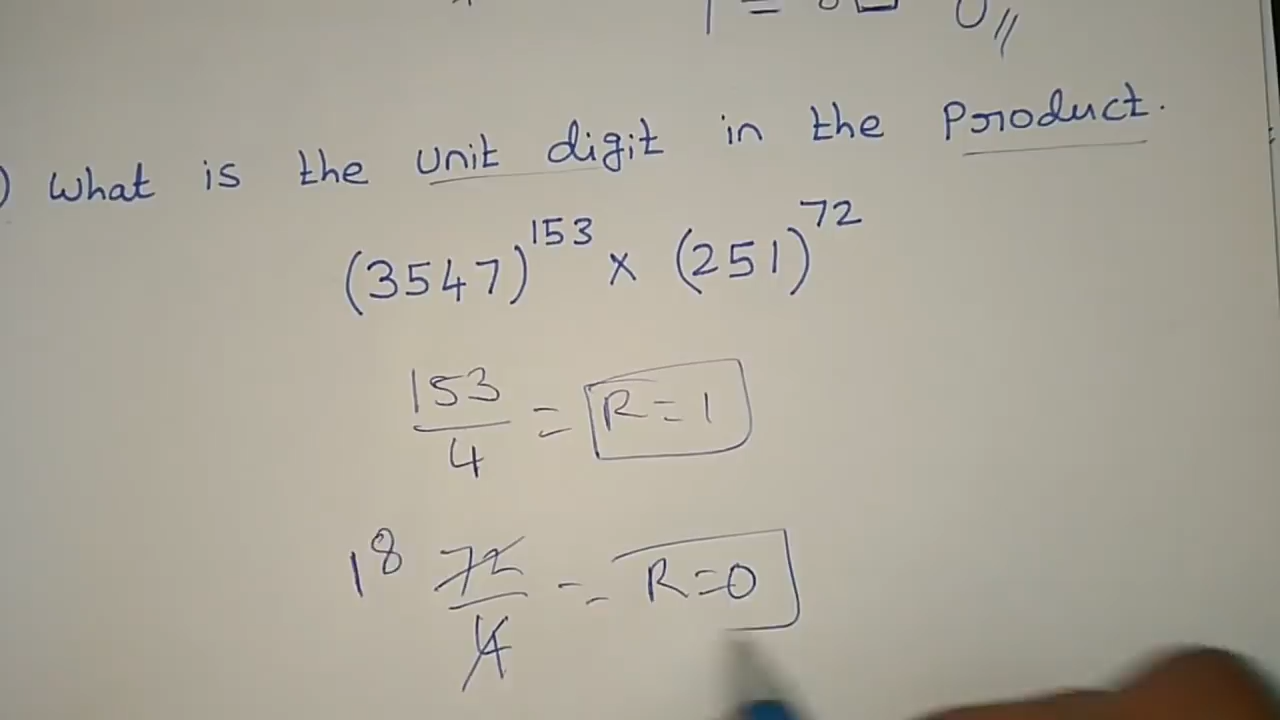 ) What is the unit digit in the Product.
(3547)^153 × (251)^72
153/4 = R=1
18 72/4 = R=0